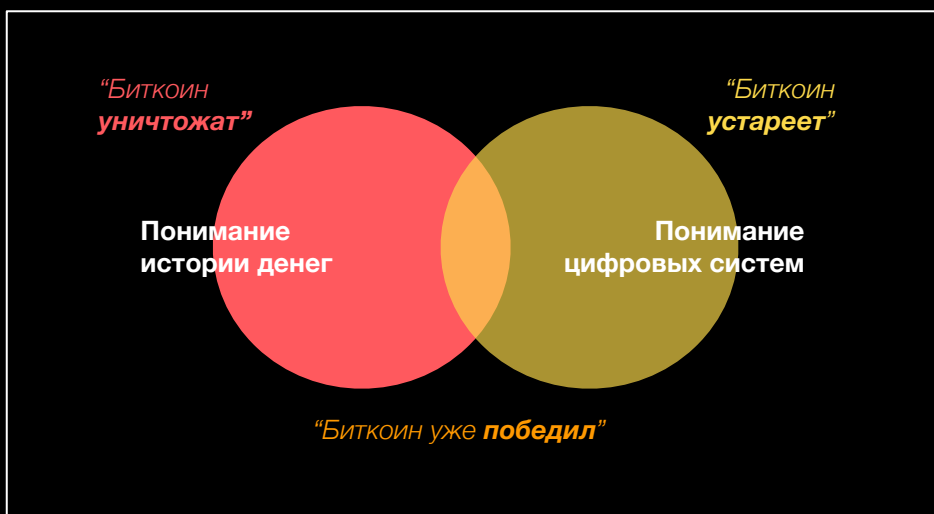 “Биткоин
уничтожат”
“Биткоин
устареет”
Понимание
истории денег
Понимание
цифровых систем
“Биткоин уже победил”